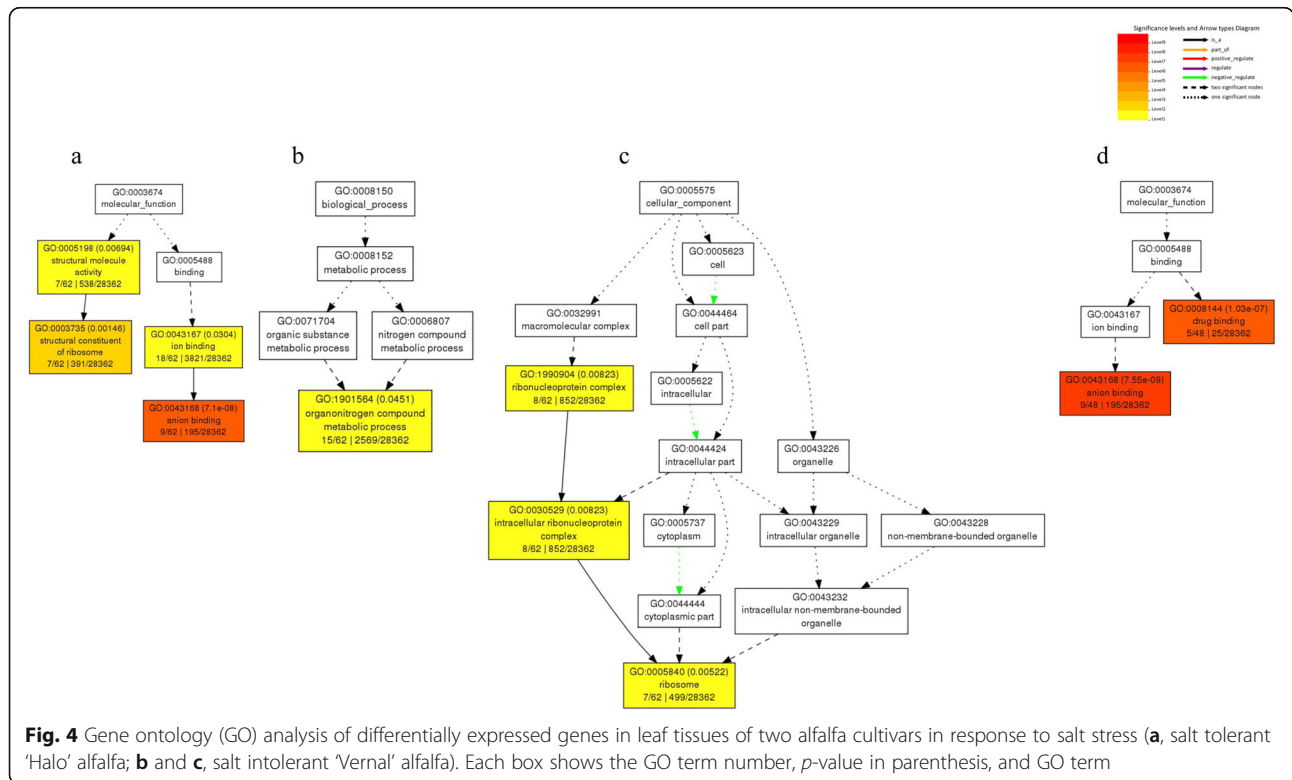 Significance levels and Arrow types Diagram
Level9
Level8
Level7
Level6
Level5
Level4
Level3
Level2
Level1
is_a
part_of
positive_regulate
regulate
negative_regulate
two significant nodes
one significant node
a
GO:0003674
molecular_function
GO:0005198 (0.00694)
structural molecule
activity
7/62 | 538/28362
GO:0005488
binding
GO:0003735 (0.00146)
structural constituent
of ribosome
7/62 | 391/28362
GO:0043167 (0.0304)
ion binding
18/62 | 3821/28362
GO:0043168 (7.1e-08)
anion binding
9/62 | 195/28362
b
GO:0008150
biological_process
GO:0008152
metabolic process
GO:0071704
organic substance
metabolic process
GO:0006807
nitrogen compound
metabolic process
GO:1901564 (0.0451)
organonitrogen compound
metabolic process
15/62 | 2569/28362
c
GO:0005575
cellular_component
GO:0005623
cell
GO:0032991
macromolecular complex
GO:0044464
cell part
GO:1990904 (0.00823)
ribonucleoprotein complex
8/62 | 852/28362
GO:0005622
intracellular
GO:0044424
intracellular part
GO:0043226
organelle
GO:0030529 (0.00823)
intracellular ribonucleoprotein
complex
8/62 | 852/28362
GO:0005737
cytoplasm
GO:0043229
intracellular organelle
GO:0043228
non-membrane-bounded organelle
GO:0044444
cytoplasmic part
GO:0043232
intracellular non-membrane-bounded
organelle
GO:0005840 (0.00522)
ribosome
7/62 | 499/28362
d
GO:0003674
molecular_function
GO:0005488
binding
GO:0043167
ion binding
GO:0008144 (1.03e-07)
drug binding
5/48 | 25/28362
GO:0043168 (7.55e-09)
anion binding
9/48 | 195/28362
Fig. 4 Gene ontology (GO) analysis of differentially expressed genes in leaf tissues of two alfalfa cultivars in response to salt stress (a, salt tolerant
'Halo' alfalfa; b and c, salt intolerant 'Vernal' alfalfa). Each box shows the GO term number, p-value in parenthesis, and GO term